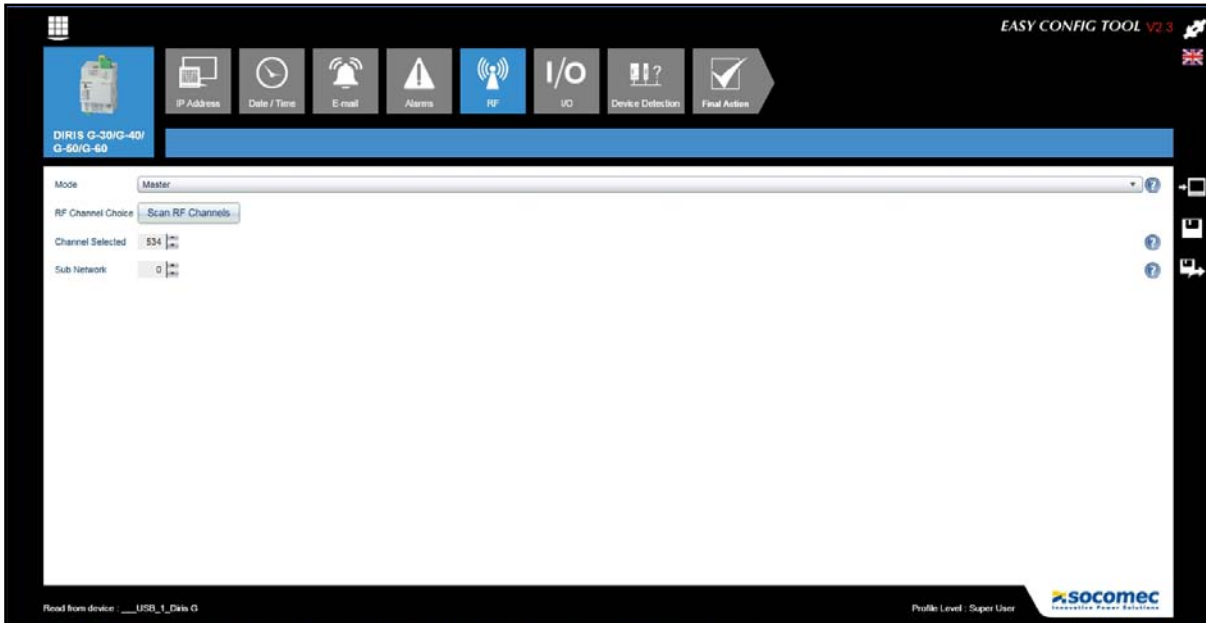 EASY CONFIG TOOL V2.3
IP Address
Date / Time
E-mail
Alarms
RF
I/O
I/O
Device Detection
Final Action
DIRIS G-30/G-40/
G-50/G-60
Mode
Master
RF Channel Choice
Scan RF Channels
Channel Selected
534
Sub Network
0
Read from device : ___USB_1_Diris G
Profile Level : Super User
socomec
Innovative Power Solutions